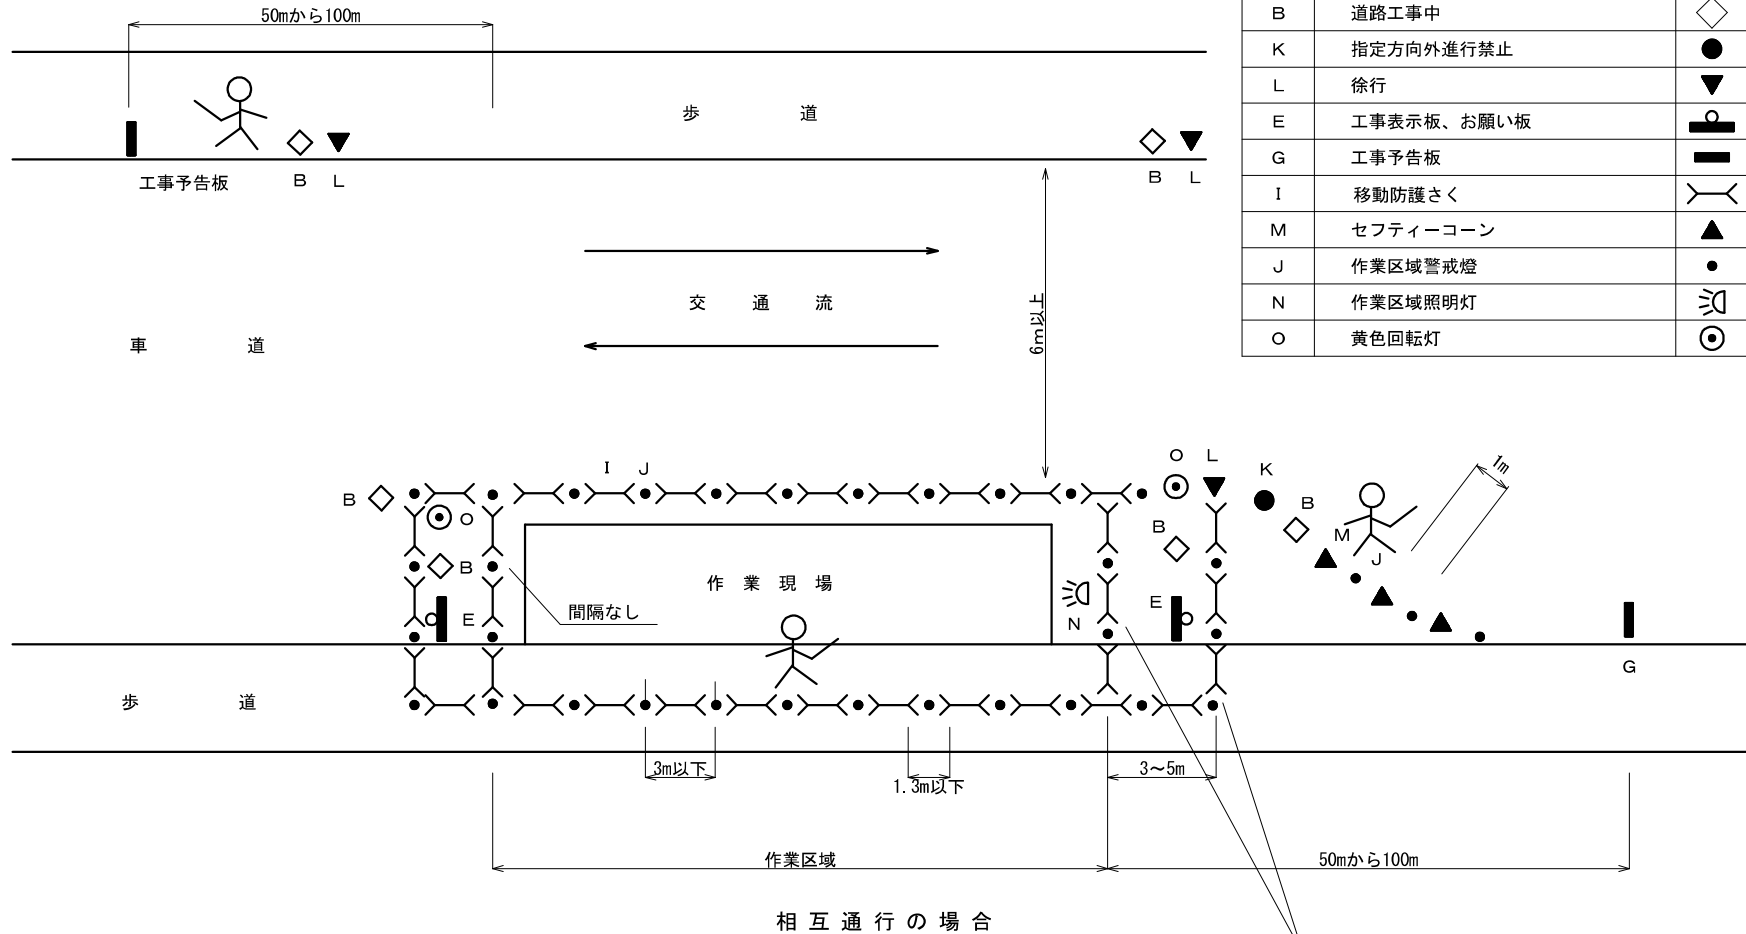 50mから100m
B 道路工事中
K 指定方向外進行禁止
L 徐行
E 工事表示板、お願い板
G 工事予告板
I 移動防護さく
M セフティーコーン
J 作業区域警戒燈
N 作業区域照明灯
O 黄色回転灯
歩道
工事予告板 B L
B L
交通流
6m以上
車道
I J
O L
K
1m
B
B
O
B
M
B
J
作業現場
E
間隔なし
E
N
G
歩道
3m以下
1.3m以下
3～5m
作業区域
50mから100m
相互通行の場合